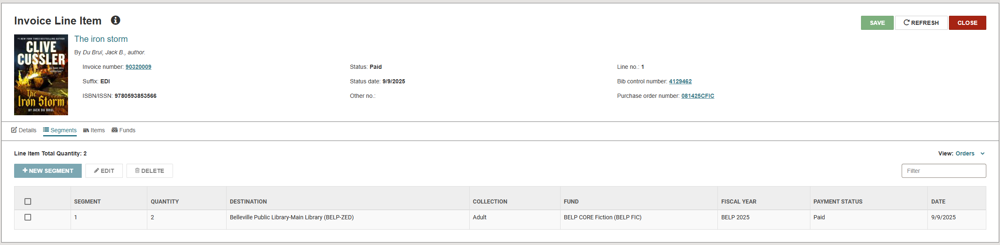 Invoice Line Item
SAVE REFRESH CLOSE
#1 NEW YORK TIMES BESTSELLING AUTHOR
CLIVE
CUSSLER
AN ISAAC BELL
ADVENTURE
The
Iron Storm
BY JACK DU BRUL
The iron storm
By Du Brul, Jack B., author.
Invoice number: 90320009 Status: Paid Line no.: 1
Suffix: EDI Status date: 9/9/2025 Bib control number: 4129462
ISBN/ISSN: 9780593853566 Other no.: Purchase order number: 081425CFIC
Details Segments Items Funds
Line Item Total Quantity: 2 View: Orders
NEW SEGMENT EDIT DELETE Filter
SEGMENT QUANTITY DESTINATION COLLECTION FUND FISCAL YEAR PAYMENT STATUS DATE
1 2 Belleville Public Library-Main Library (BELP-ZED) Adult BELP CORE Fiction (BELP FIC) BELP 2025 Paid 9/9/2025